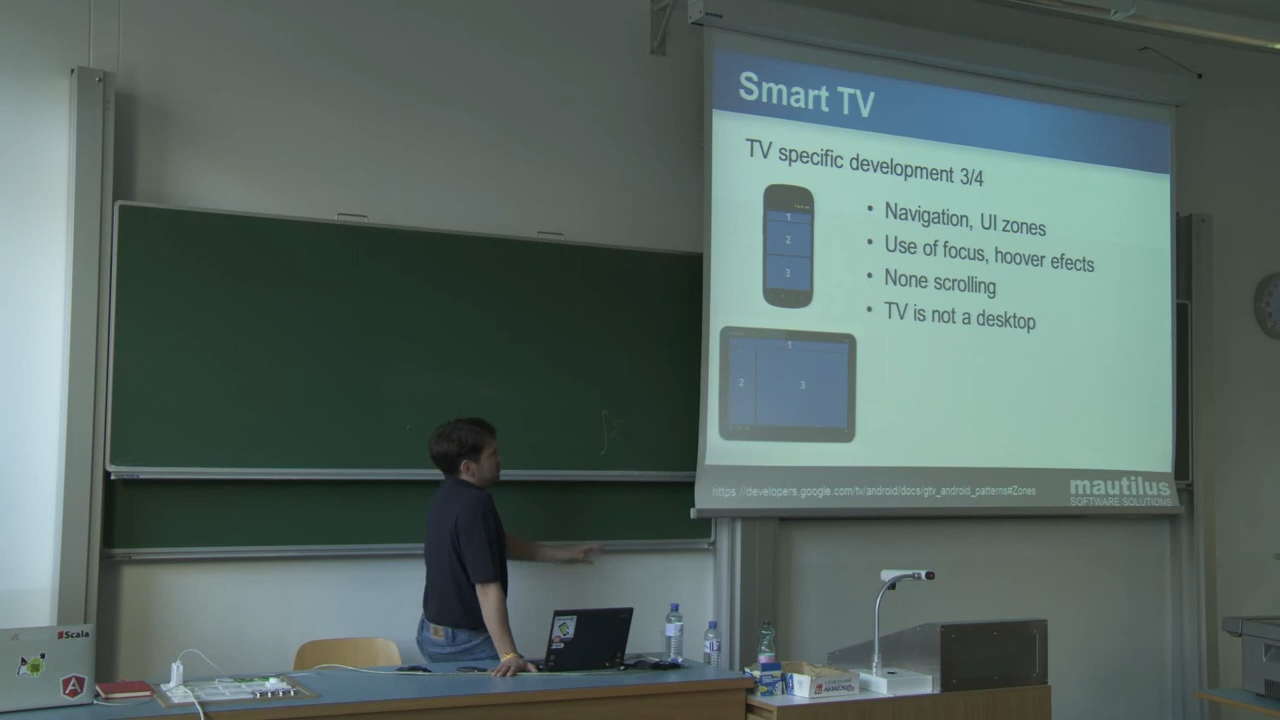 Smart TV
TV specific development 3/4
• Navigation, UI zones
• Use of focus, hoover efects
• None scrolling
• TV is not a desktop
1
2
3
1
2
3
https://developers.google.com/tv/android/docs/gtv_android_patterns#Zones
mautilus
SOFTWARE SOLUTIONS
Scala
A